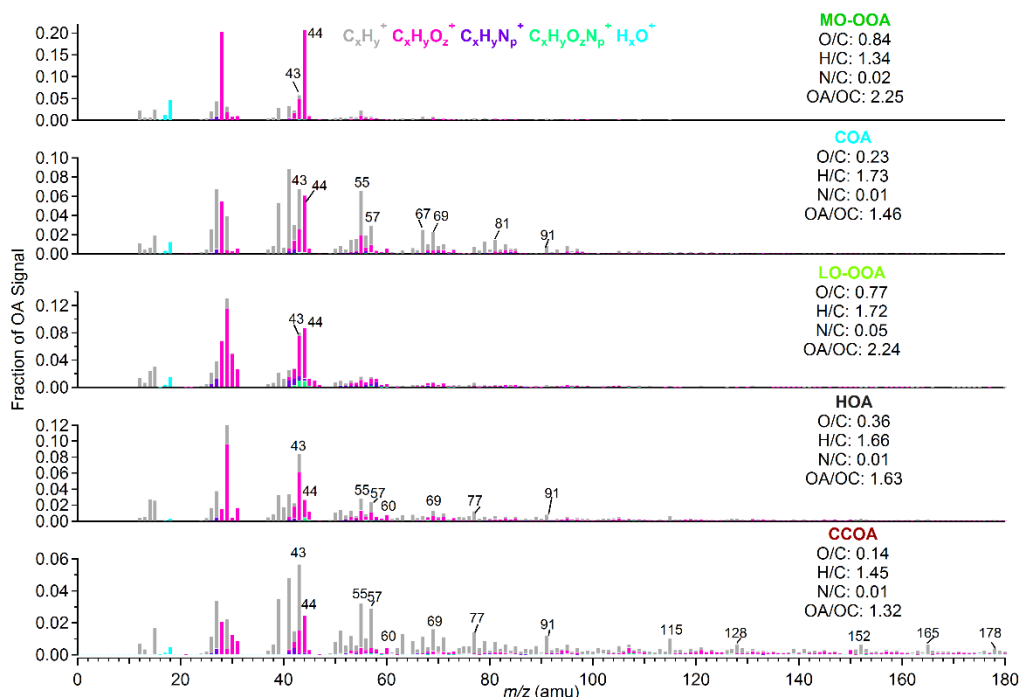 Fraction of OA Signal
CxHy+ CxHyOz+ CxHyNp+ CxHyOzNp+ HxO+
0.20
0.15
0.10
0.05
0.00
43
44
MO-OOA
O/C: 0.84
H/C: 1.34
N/C: 0.02
OA/OC: 2.25
0.10
0.08
0.06
0.04
0.02
0.00
43
44
55
57
67
69
81
91
COA
O/C: 0.23
H/C: 1.73
N/C: 0.01
OA/OC: 1.46
0.12
0.08
0.04
0.00
43
44
LO-OOA
O/C: 0.77
H/C: 1.72
N/C: 0.05
OA/OC: 2.24
0.12
0.10
0.08
0.06
0.04
0.02
0.00
43
44
55
57
60
69
77
91
HOA
O/C: 0.36
H/C: 1.66
N/C: 0.01
OA/OC: 1.63
0.06
0.04
0.02
0.00
43
44
55
57
60
69
77
91
115
128
152
165
178
CCOA
O/C: 0.14
H/C: 1.45
N/C: 0.01
OA/OC: 1.32
0 20 40 60 80 100 120 140 160 180
m/z (amu)